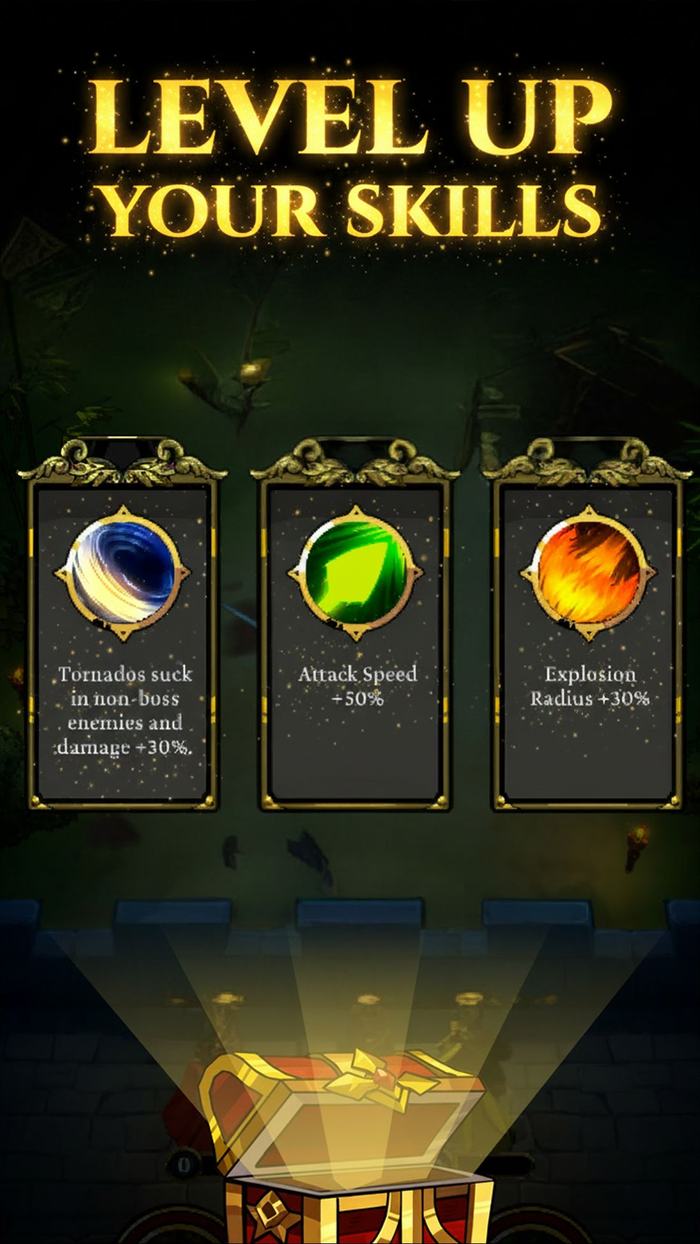 LEVEL UP
YOUR SKILLS
Tornados suck
in non-boss
enemies and
damage +30%.
Attack Speed
+50%
Explosion
Radius +30%
0